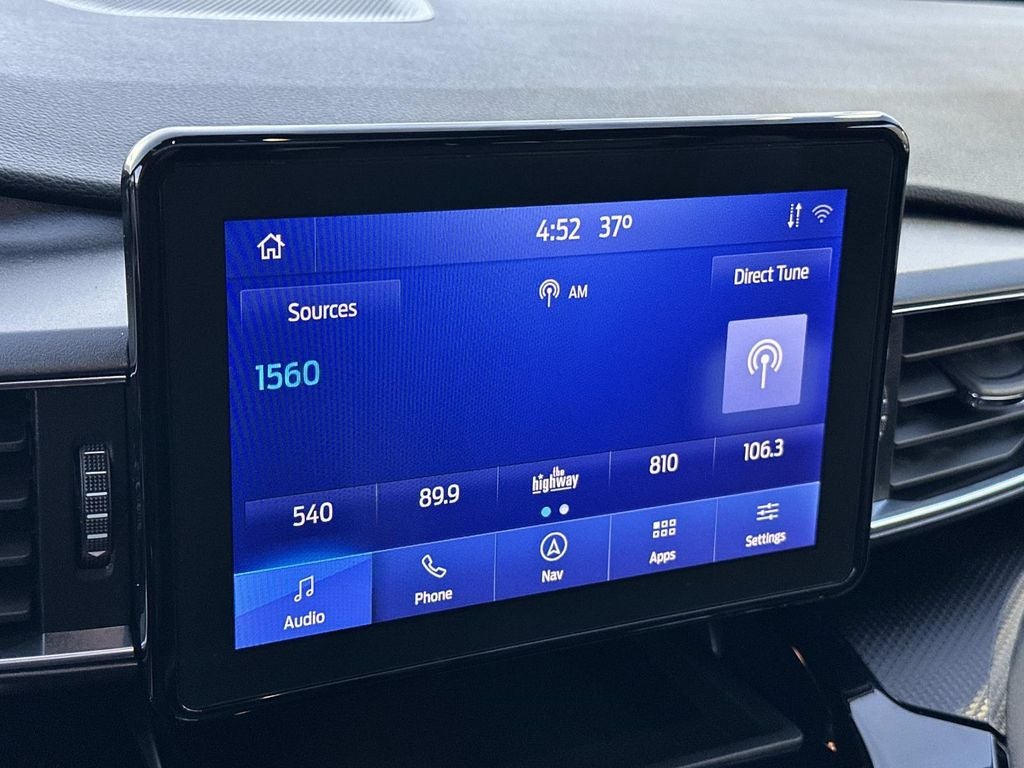 4:52 37º
AM
Direct Tune
Sources
1560
540
89.9
the highway
810
106.3
Audio
Phone
Nav
Apps
Settings